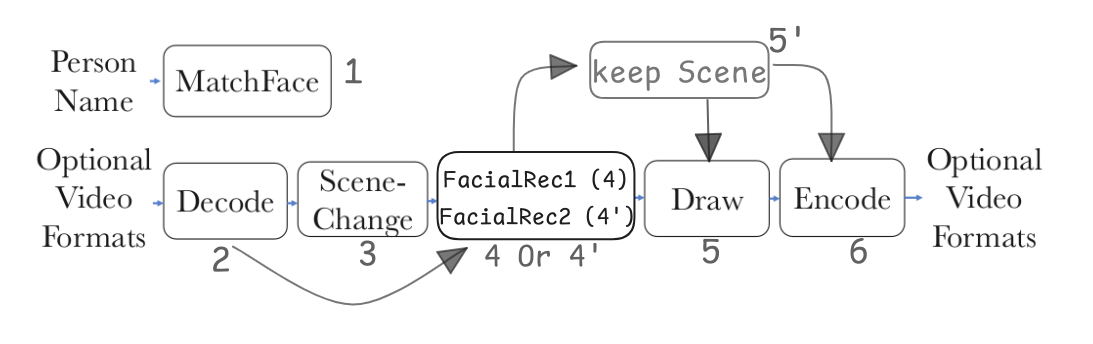 5'
keep Scene
Person
Name
MatchFace
1
Optional
Video
Formats
Decode
Scene-
Change
FacialRec1 (4)
FacialRec2 (4')
Draw
Encode
Optional
Video
Formats
2
3
4 Or 4'
5
6